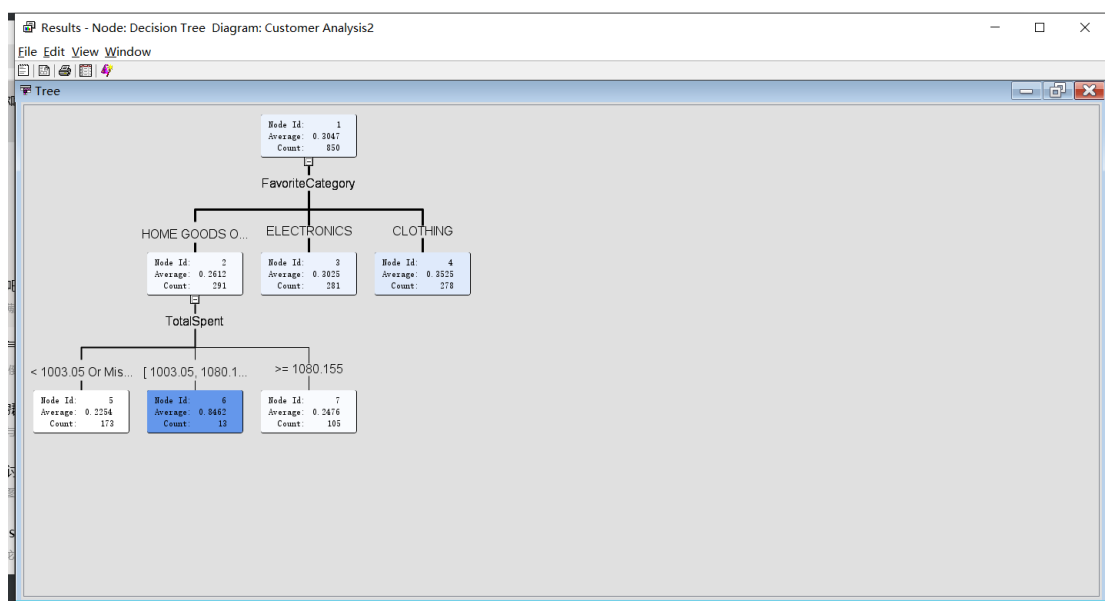 Results - Node: Decision Tree Diagram: Customer Analysis2
File Edit View Window
Tree
Node Id: 1
Average: 0.3047
Count: 850
FavoriteCategory
HOME GOODS O... ELECTRONICS CLOTHING
Node Id: 2
Average: 0.2612
Count: 291
Node Id: 3
Average: 0.3025
Count: 281
Node Id: 4
Average: 0.3525
Count: 278
TotalSpent
< 1003.05 Or Mis... [ 1003.05, 1080.1... >= 1080.155
Node Id: 5
Average: 0.2254
Count: 173
Node Id: 6
Average: 0.8462
Count: 13
Node Id: 7
Average: 0.2476
Count: 105